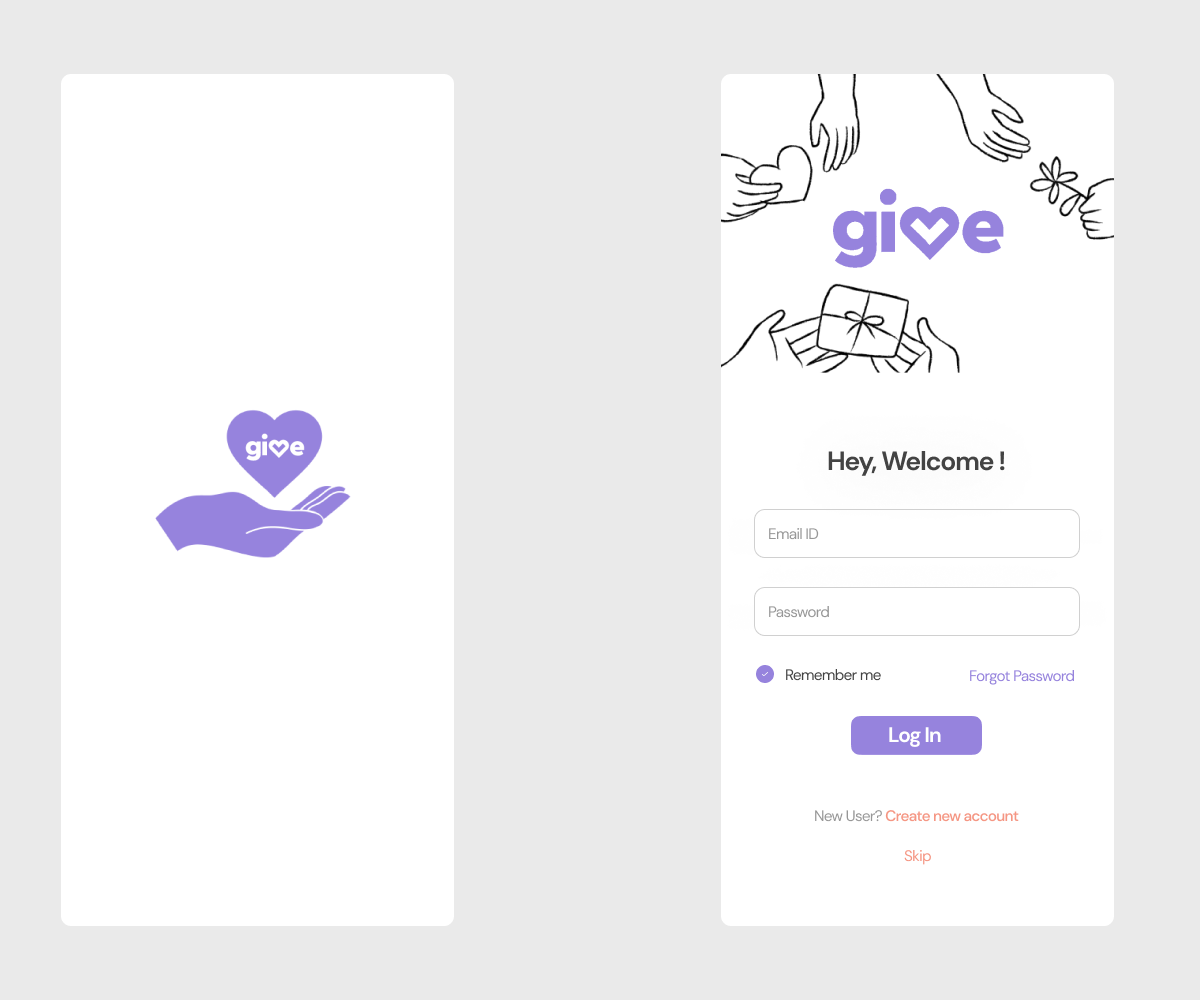 give
give
Hey, Welcome !
Email ID
Password
Remember me
Forgot Password
Log In
New User? Create new account
Skip